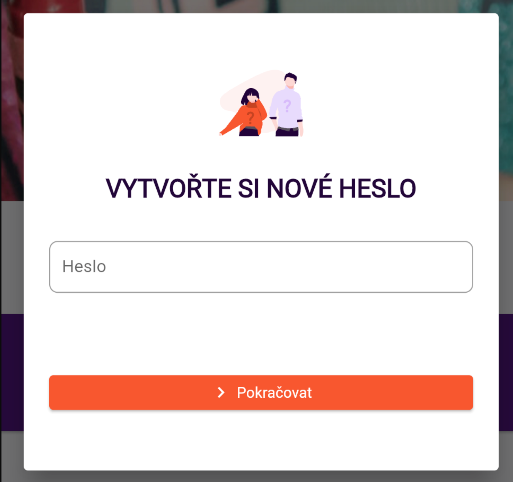 VYTVOŘTE SI NOVÉ HESLO
Heslo
Pokračovat